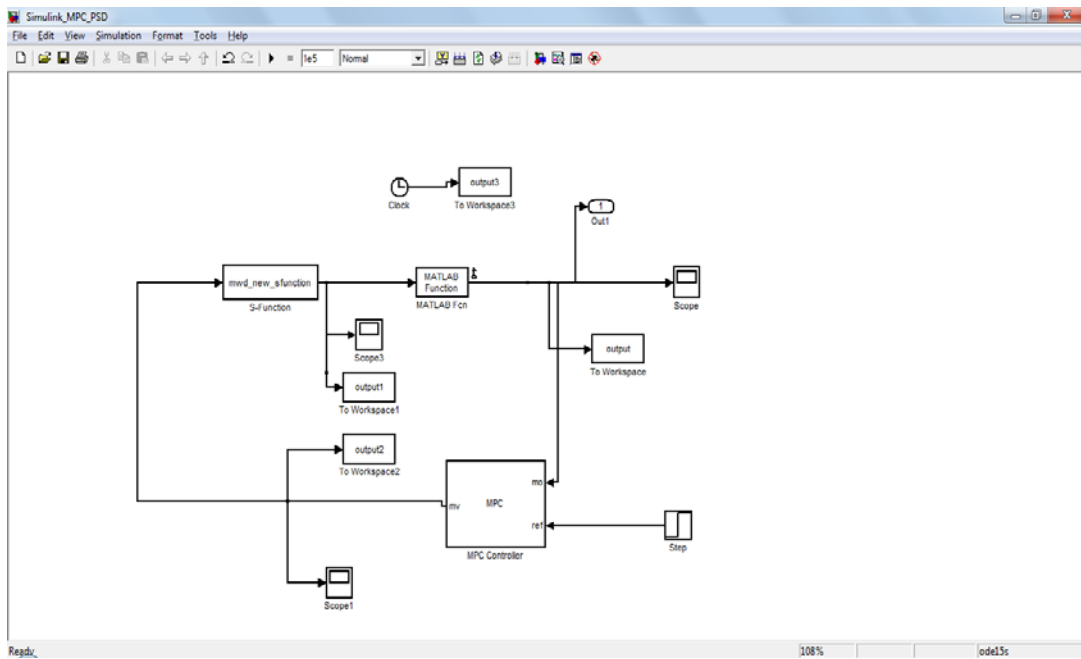 Simulink_MPC_PSD
File Edit View Simulation Format Tools Help
1e5 Normal
output3
Clock
To Workspace3
1
Out1
mwd_new_sfunction
S-Function
MATLAB
Function
MATLAB Fcn
Scope
Scope3
output
To Workspace
output1
To Workspace1
output2
To Workspace2
mo
mv
MPC
ref
MPC Controller
Step
Scope1
Ready
108%
ode15s